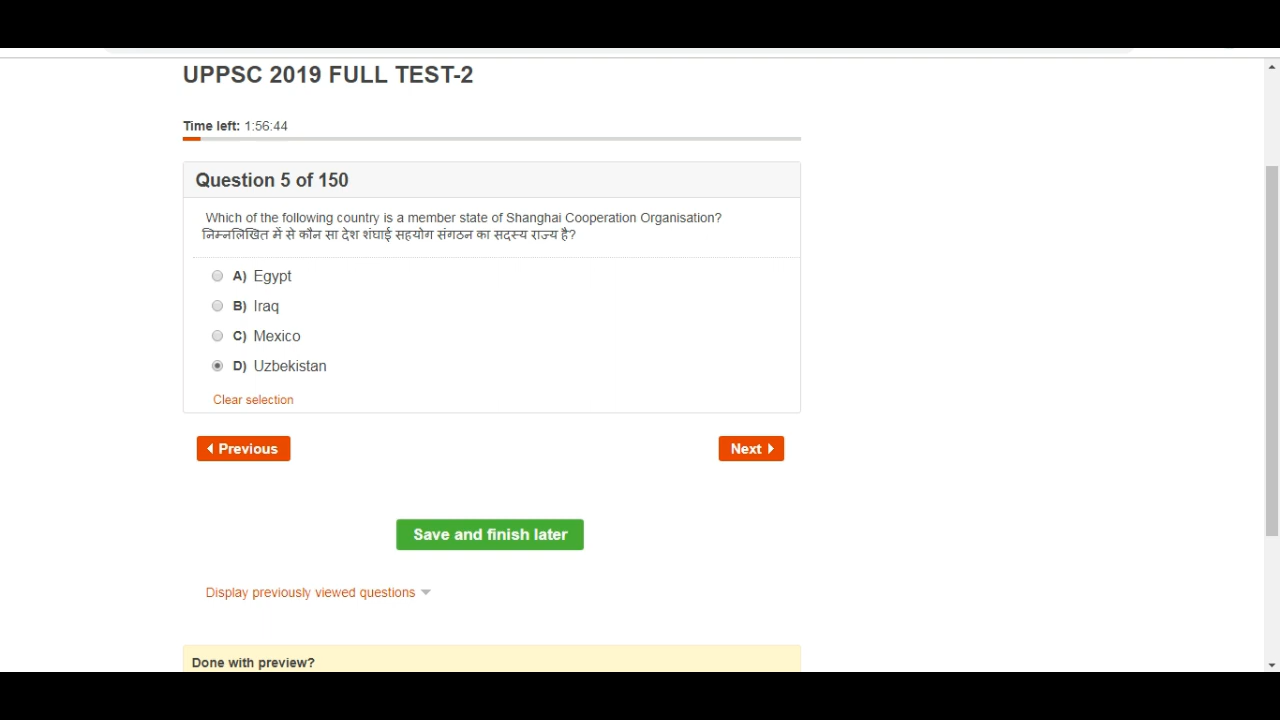 UPPSC 2019 FULL TEST-2
Time left: 1:56:44
Question 5 of 150
Which of the following country is a member state of Shanghai Cooperation Organisation?
निम्नलिखित में से कौन सा देश शंघाई सहयोग संगठन का सदस्य राज्य है?
A) Egypt
B) Iraq
C) Mexico
D) Uzbekistan
Clear selection
Previous
Next
Save and finish later
Display previously viewed questions
Done with preview?